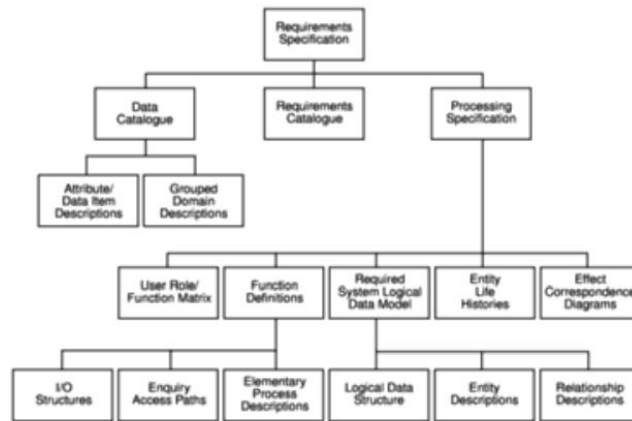 Requirements
Specification
Data
Catalogue
Requirements
Catalogue
Processing
Specification
Attribute/
Data Item
Descriptions
Grouped
Domain
Descriptions
User Role/
Function Matrix
Function
Definitions
Required
System Logical
Data Model
Entity
Life
Histories
Effect
Correspondence
Diagrams
I/O
Structures
Enquiry
Access Paths
Elementary
Process
Descriptions
Logical Data
Structure
Entity
Descriptions
Relationship
Descriptions